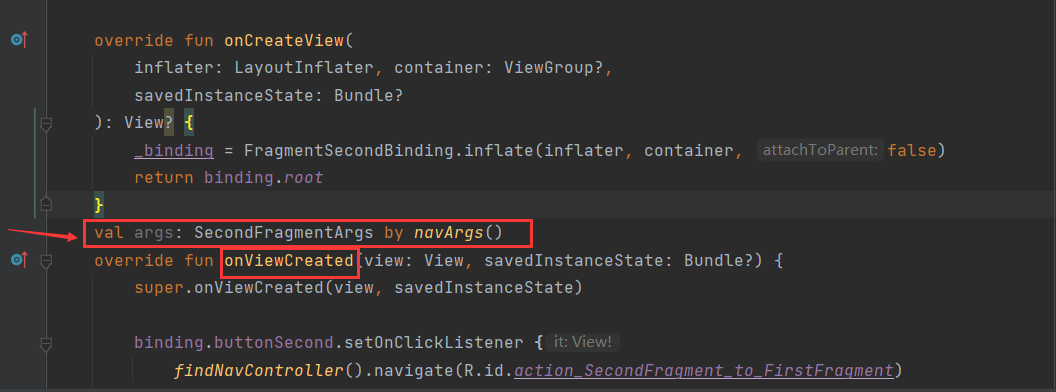 override fun onCreateView(
inflater: LayoutInflater, container: ViewGroup?,
savedInstanceState: Bundle?
): View? {
_binding = FragmentSecondBinding.inflate(inflater, container, attachToParent: false)
return binding.root
}
val args: SecondFragmentArgs by navArgs()
override fun onViewCreated(view: View, savedInstanceState: Bundle?) {
super.onViewCreated(view, savedInstanceState)
binding.buttonSecond.setOnClickListener { it: View!
findNavController().navigate(R.id.action_SecondFragment_to_FirstFragment)